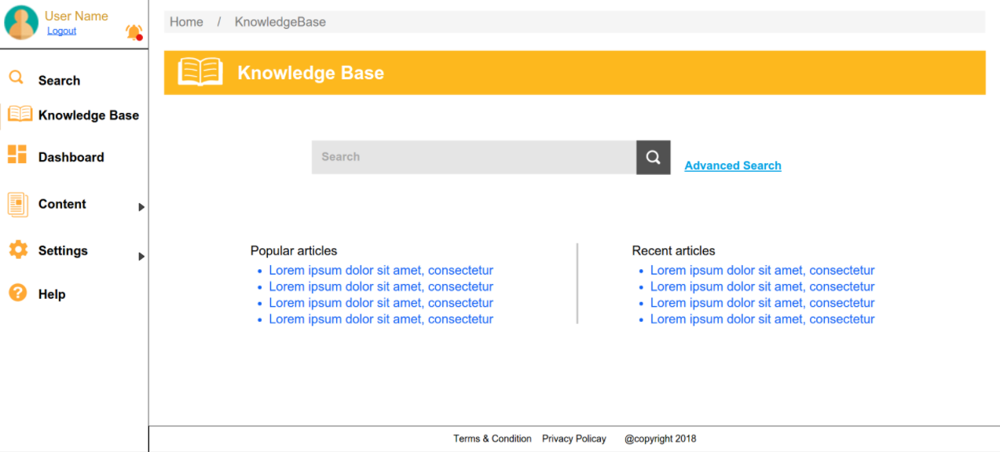 User Name
Logout
Search
Knowledge Base
Dashboard
Content
Settings
? Help
Home / KnowledgeBase
Knowledge Base
Search
Advanced Search
Popular articles
• Lorem ipsum dolor sit amet, consectetur
• Lorem ipsum dolor sit amet, consectetur
• Lorem ipsum dolor sit amet, consectetur
• Lorem ipsum dolor sit amet, consectetur
Recent articles
• Lorem ipsum dolor sit amet, consectetur
• Lorem ipsum dolor sit amet, consectetur
• Lorem ipsum dolor sit amet, consectetur
• Lorem ipsum dolor sit amet, consectetur
Terms & Condition Privacy Policay @copyright 2018